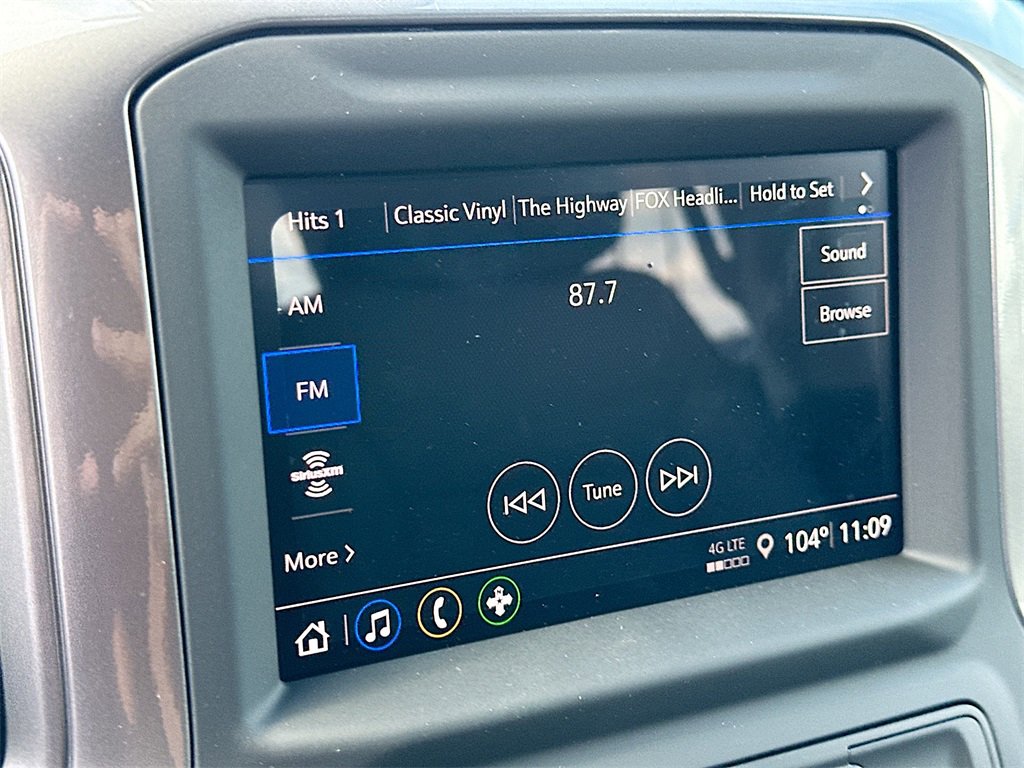 Hits 1
Classic Vinyl
The Highway
FOX Headli...
Hold to Set
Sound
AM
87.7
Browse
FM
SiriusXM
Tune
More
4G LTE
104°
11:09